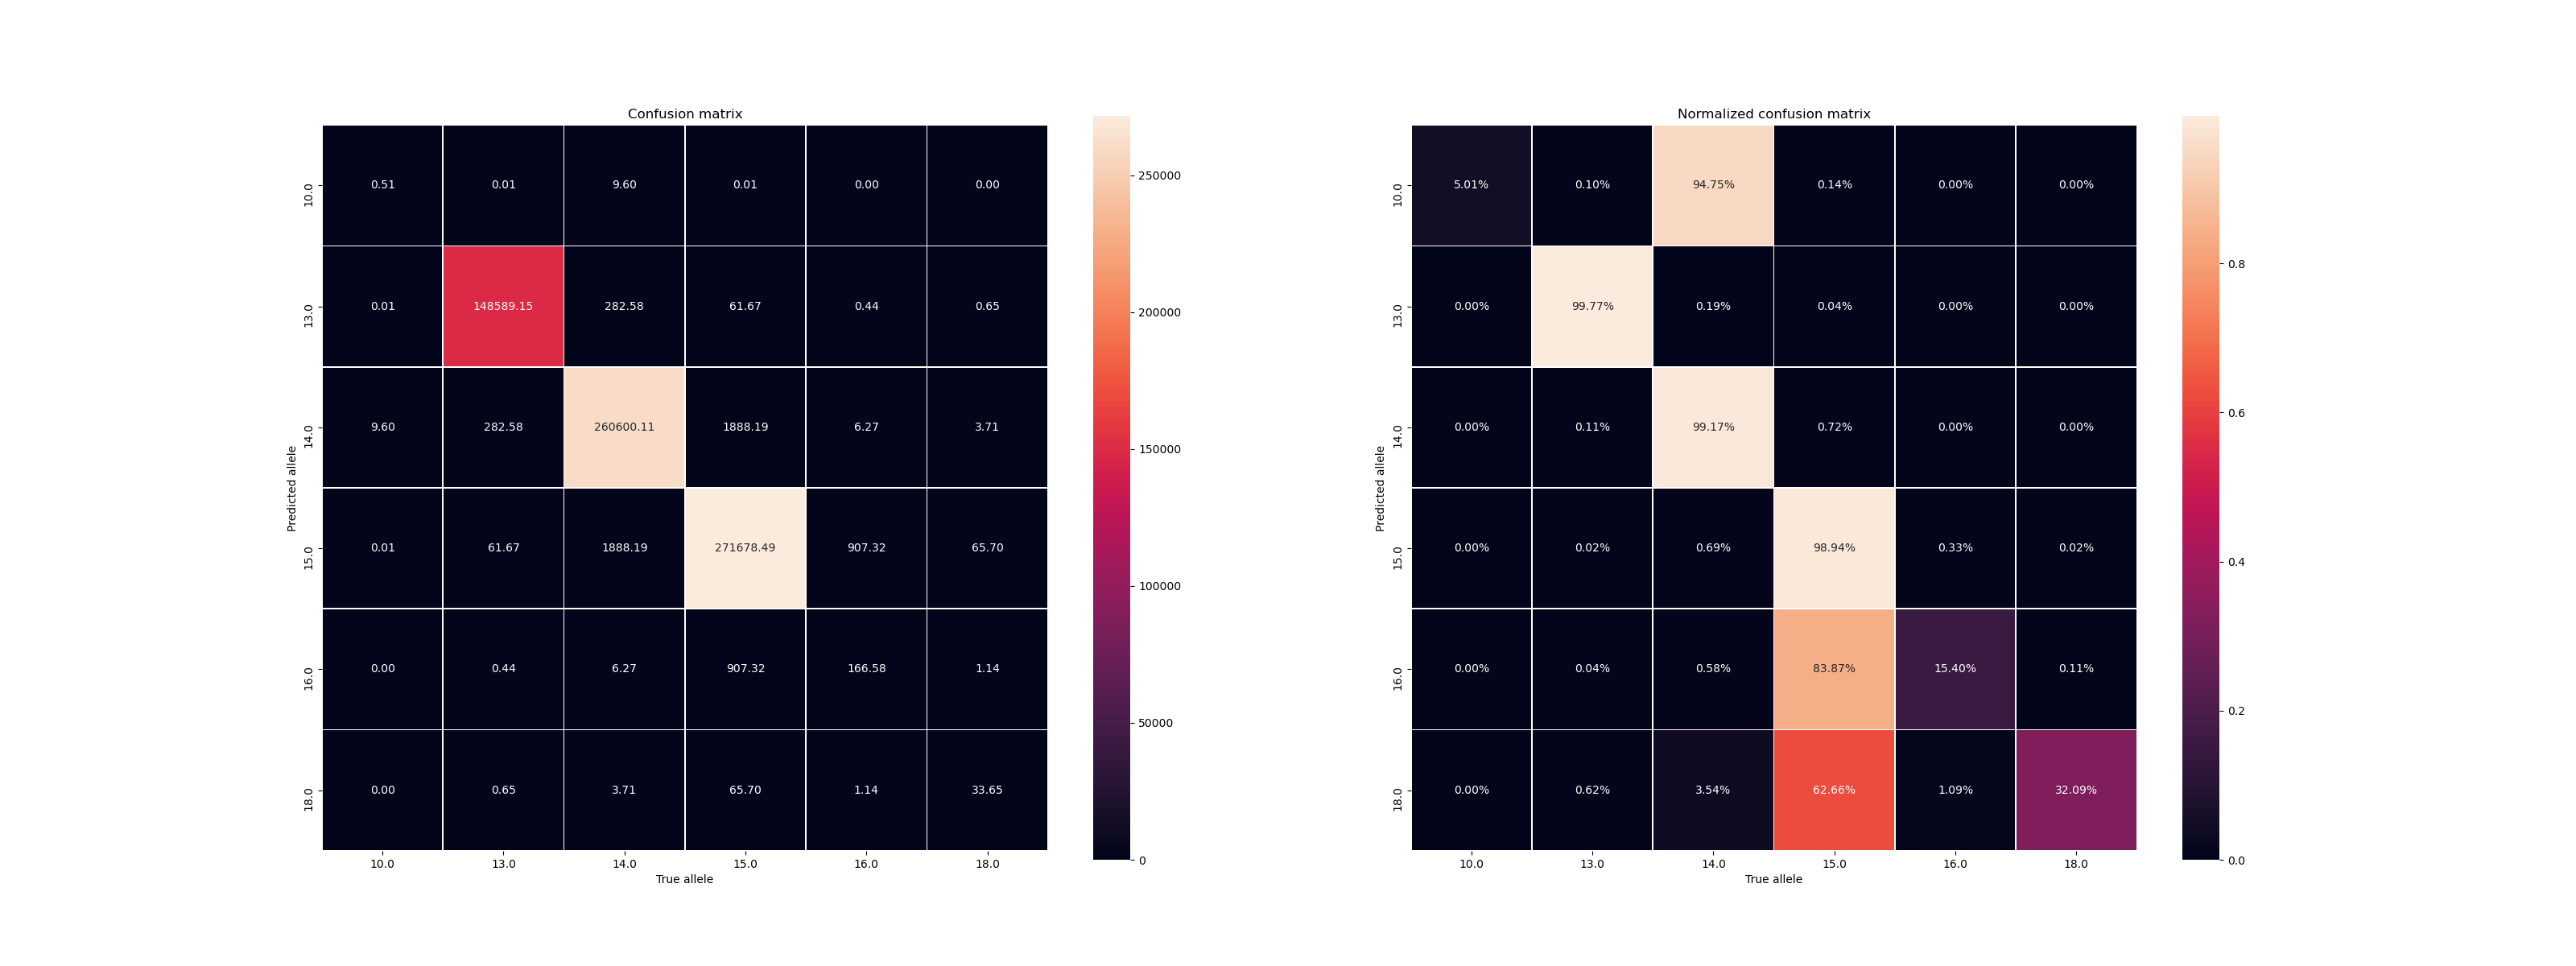 Confusion matrix
10.0 0.51 0.01 9.60 0.01 0.00 0.00
13.0 0.01 148589.15 282.58 61.67 0.44 0.65
14.0 9.60 282.58 260600.11 1888.19 6.27 3.71
15.0 0.01 61.67 1888.19 271678.49 907.32 65.70
16.0 0.00 0.44 6.27 907.32 166.58 1.14
18.0 0.00 0.65 3.71 65.70 1.14 33.65
10.0 13.0 14.0 15.0 16.0 18.0
True allele
Predicted allele
250000
200000
150000
100000
50000
0
Normalized confusion matrix
10.0 5.01% 0.10% 94.75% 0.14% 0.00% 0.00%
13.0 0.00% 99.77% 0.19% 0.04% 0.00% 0.00%
14.0 0.00% 0.11% 99.17% 0.72% 0.00% 0.00%
15.0 0.00% 0.02% 0.69% 98.94% 0.33% 0.02%
16.0 0.00% 0.04% 0.58% 83.87% 15.40% 0.11%
18.0 0.00% 0.62% 3.54% 62.66% 1.09% 32.09%
10.0 13.0 14.0 15.0 16.0 18.0
True allele
Predicted allele
0.8
0.6
0.4
0.2
0.0